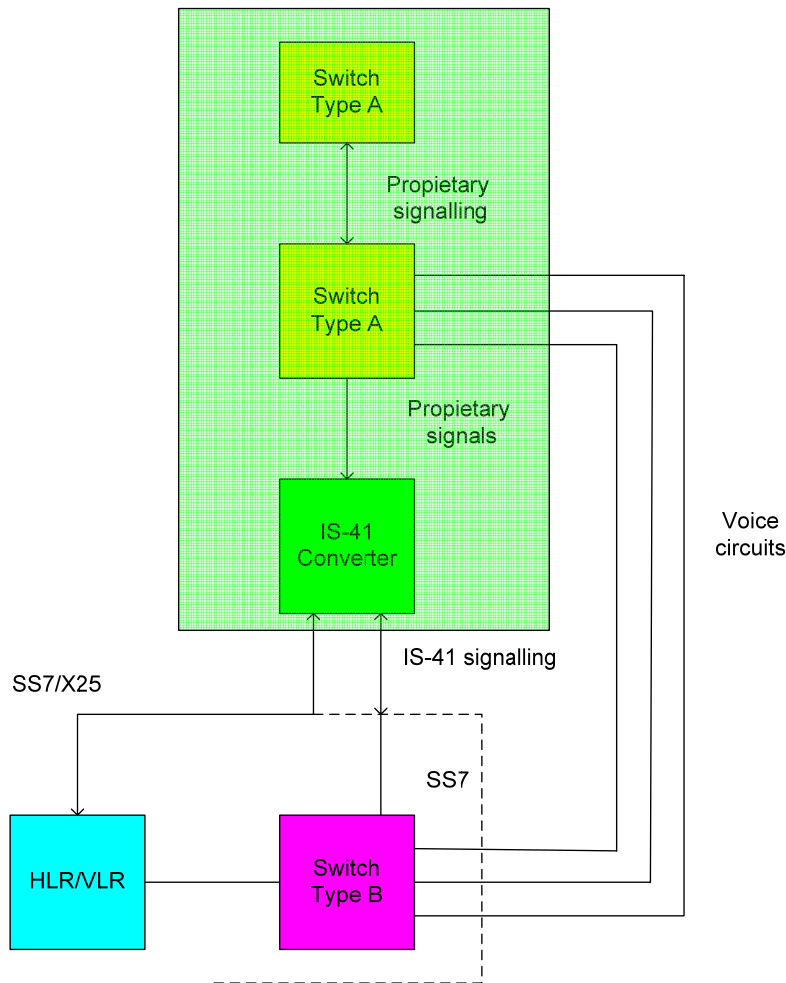 Switch
Type A
Propietary
signalling
Switch
Type A
Propietary
signals
IS-41
Converter
Voice
circuits
IS-41 signalling
SS7/X25
SS7
HLR/VLR
Switch
Type B